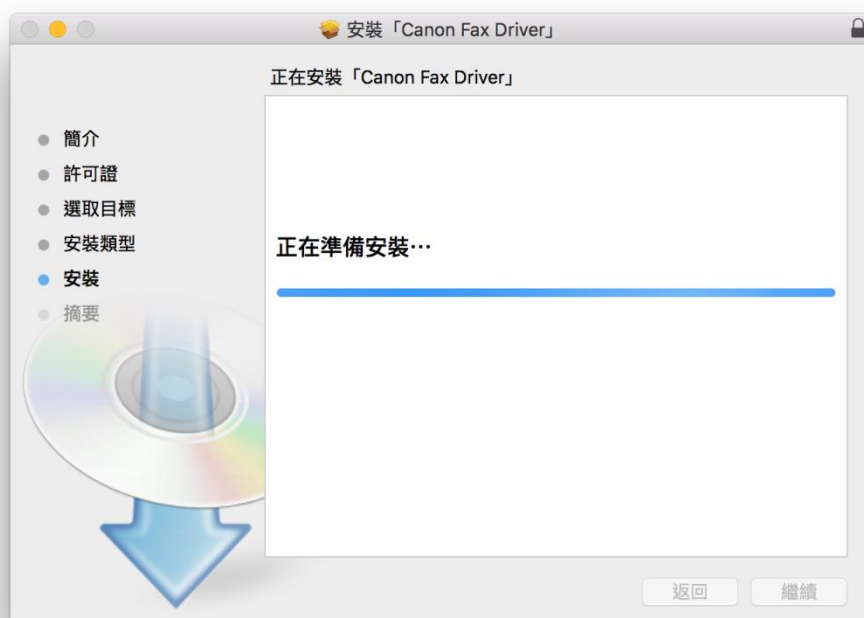 安裝「Canon Fax Driver」
正在安裝「Canon Fax Driver」
簡介
許可證
選取目標
安裝類型
安裝
摘要
正在準備安裝⋯
返回
繼續